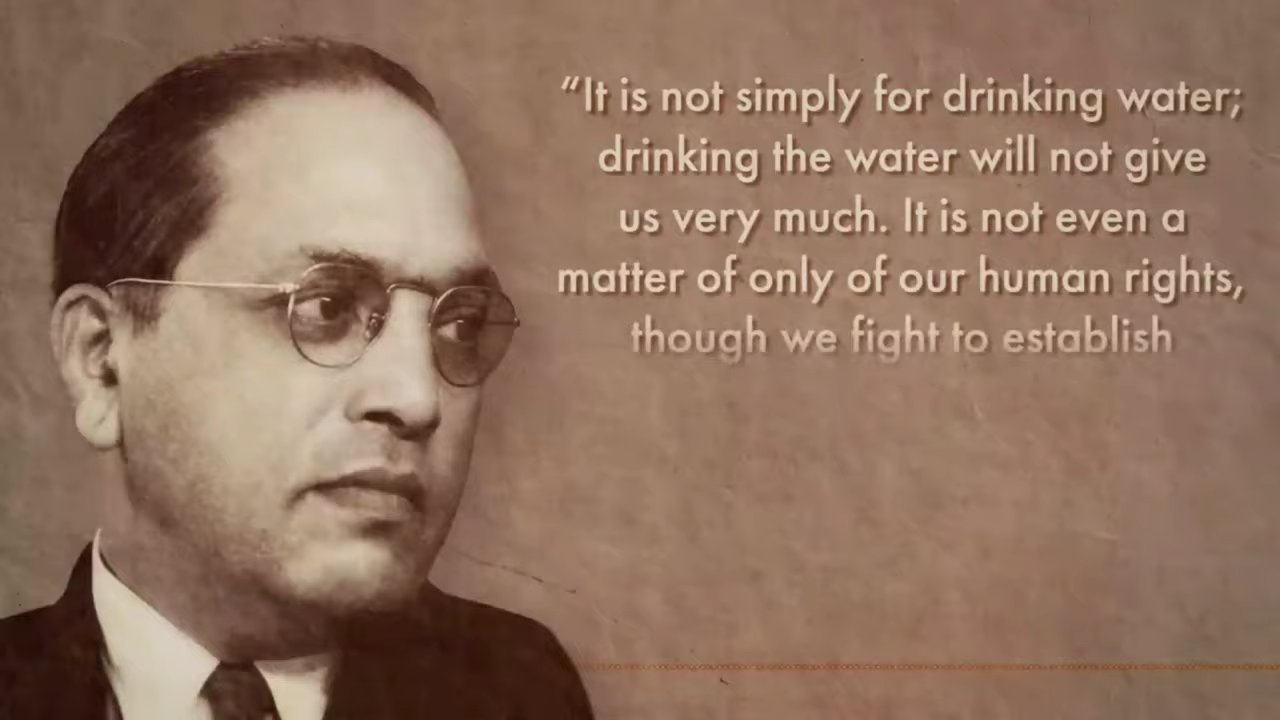 “It is not simply for drinking water;
drinking the water will not give
us very much. It is not even a
matter of only of our human rights,
though we fight to establish